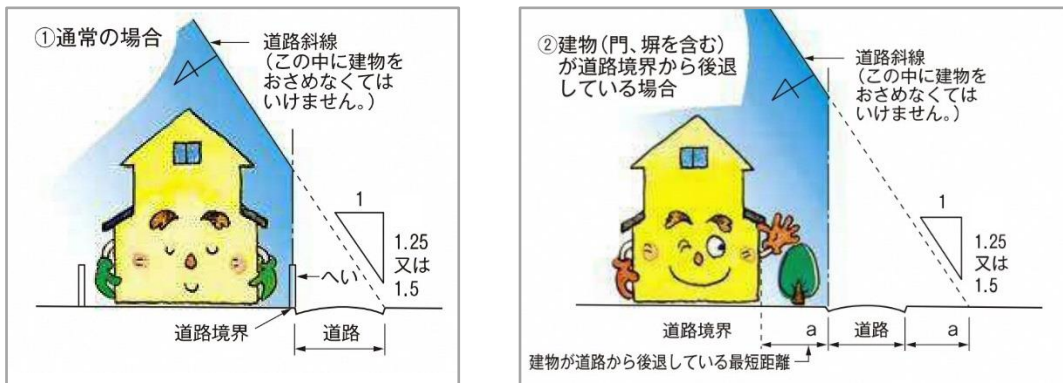 ①通常の場合
道路斜線
(この中に建物を
おさめなくては
いけません。)
1
1.25
又は
1.5
へい
道路境界
道路
②建物(門、塀を含む)
が道路境界から後退
している場合
道路斜線
(この中に建物を
おさめなくては
いけません。)
1
1.25
又は
1.5
道路境界
a
道路
a
建物が道路から後退している最短距離